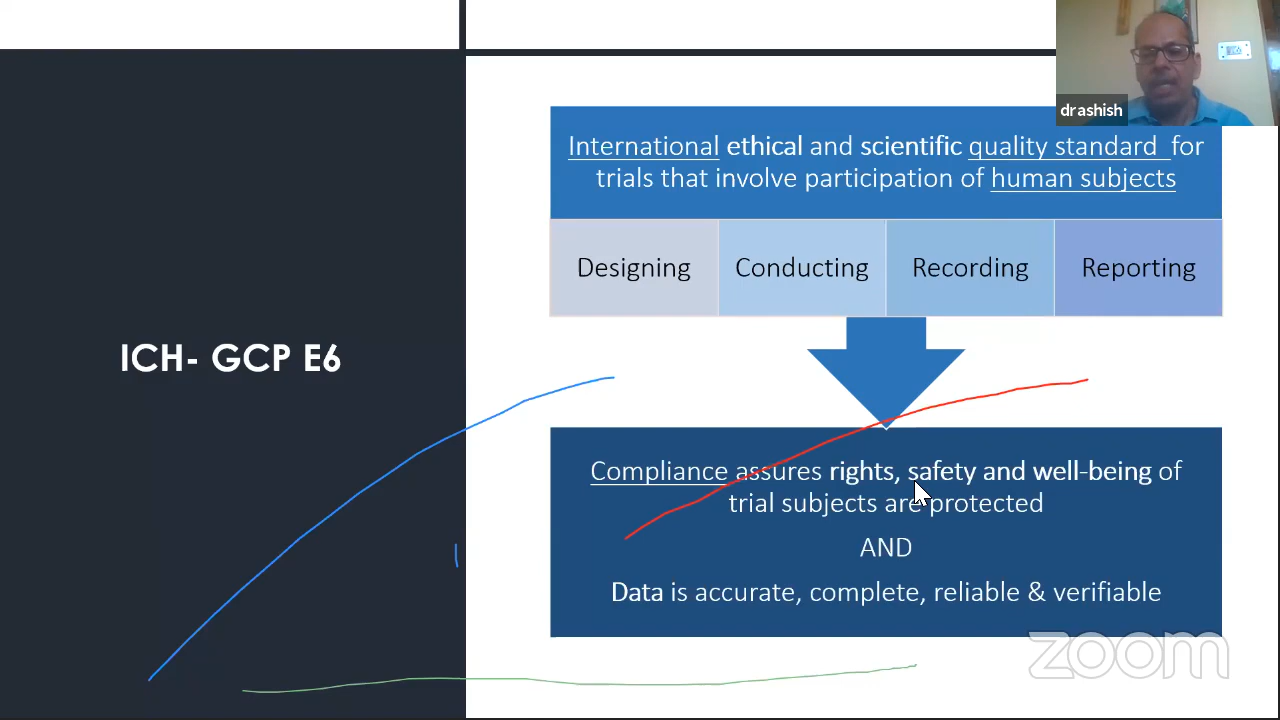 drashish
International ethical and scientific quality standard for
trials that involve participation of human subjects
Designing
Conducting
Recording
Reporting
ICH- GCP E6
Compliance assures rights, safety and well-being of
trial subjects are protected
AND
Data is accurate, complete, reliable & verifiable
zoom